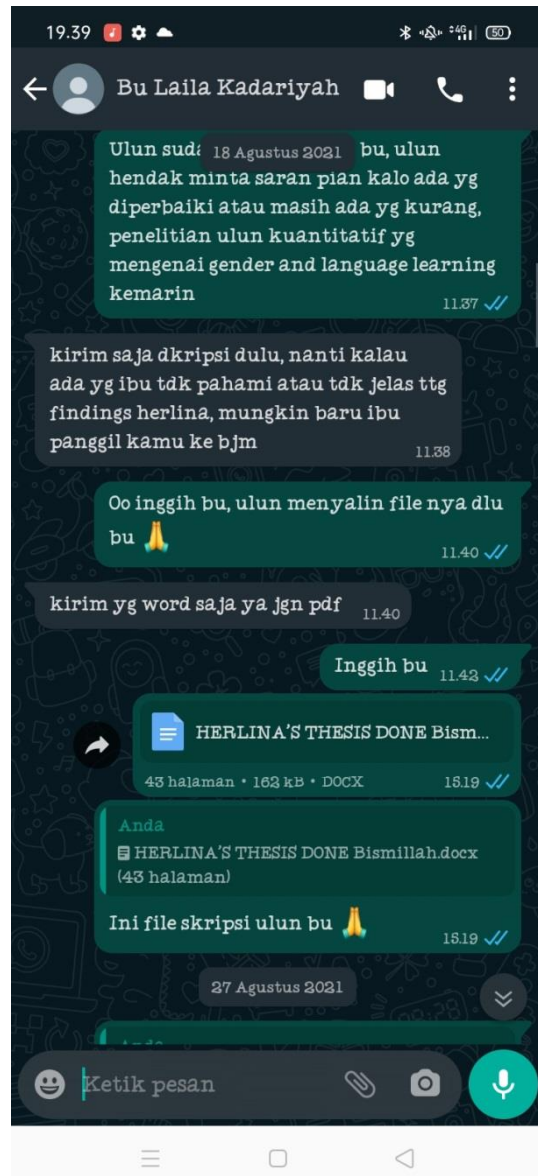 19.39
4G
50
Bu Laila Kadariyah
18 Agustus 2021
Ulun bu, ulun
hendak minta saran pian kalo ada yg
diperbaiki atau masih ada yg kurang,
penelitian ulun kuantitatif yg
mengenai gender and language learning
kemarin
11.37
kirim saja dkripsi dulu, nanti kalau
ada yg ibu tdk pahami atau tdk jelas ttg
findings herlina, mungkin baru ibu
panggil kamu ke bjm
11.38
Oo inggih bu, ulun menyalin file nya dlu
bu 🙏
11.40
kirim yg word saja ya jgn pdf 11.40
Inggih bu 11.42
HERLINA'S THESIS DONE Bism...
43 halaman • 162 kB • DOCX 15.19
Anda
HERLINA'S THESIS DONE Bismillah.docx
(43 halaman)
Ini file skripsi ulun bu 🙏
15.19
27 Agustus 2021
Ketik pesan